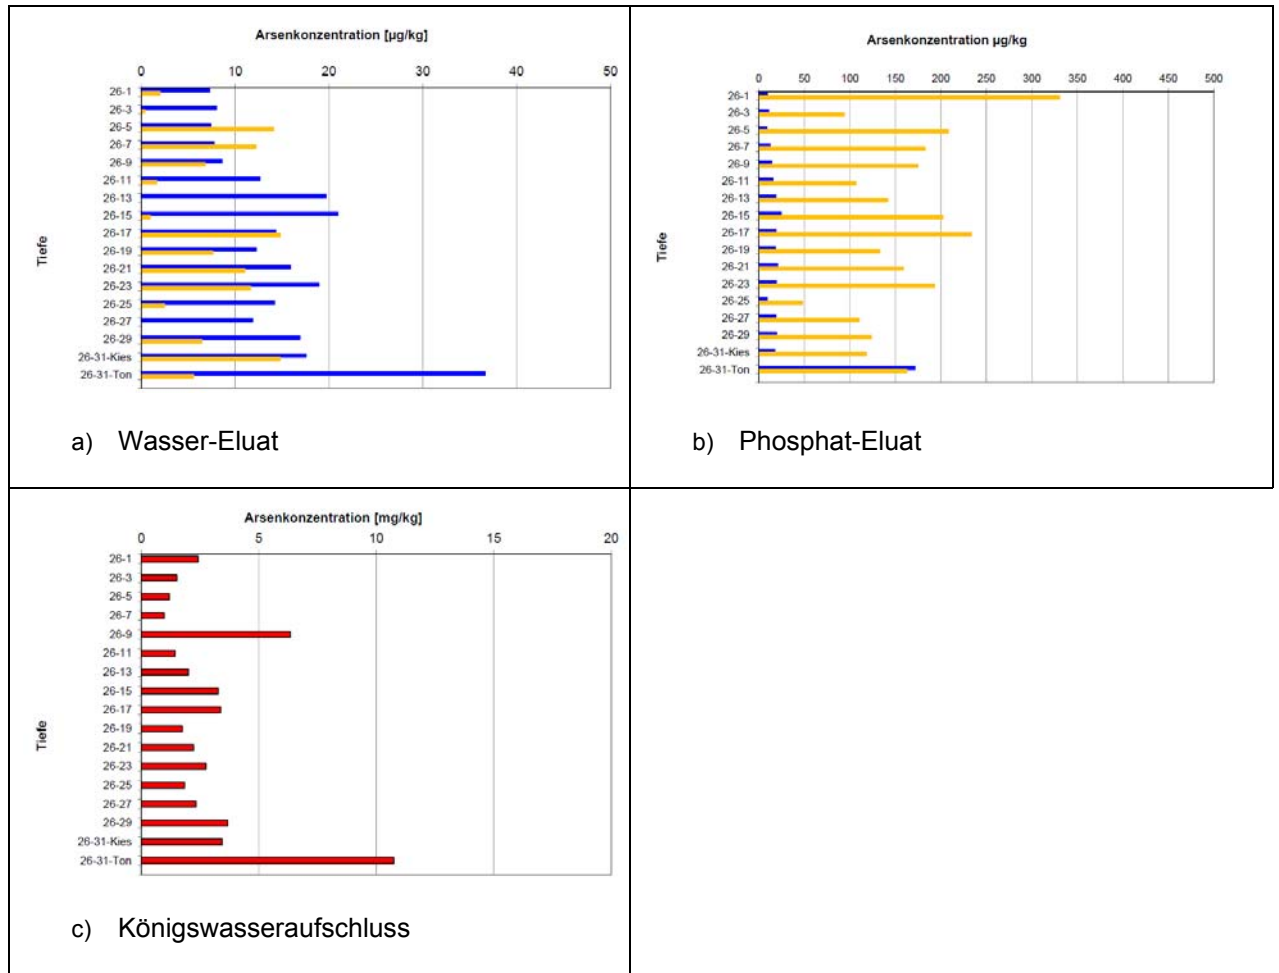 Arsenkonzentration [µg/kg]
0 10 20 30 40 50
26-1
26-3
26-5
26-7
26-9
26-11
26-13
26-15
26-17
26-19
26-21
26-23
26-25
26-27
26-29
26-31-Kies
26-31-Ton
Tiefe
a) Wasser-Eluat
Arsenkonzentration µg/kg
0 50 100 150 200 250 300 350 400 450 500
26-1
26-3
26-5
26-7
26-9
26-11
26-13
26-15
26-17
26-19
26-21
26-23
26-25
26-27
26-29
26-31-Kies
26-31-Ton
Tiefe
b) Phosphat-Eluat
Arsenkonzentration [mg/kg]
0 5 10 15 20
26-1
26-3
26-5
26-7
26-9
26-11
26-13
26-15
26-17
26-19
26-21
26-23
26-25
26-27
26-29
26-31-Kies
26-31-Ton
Tiefe
c) Königswasseraufschluss